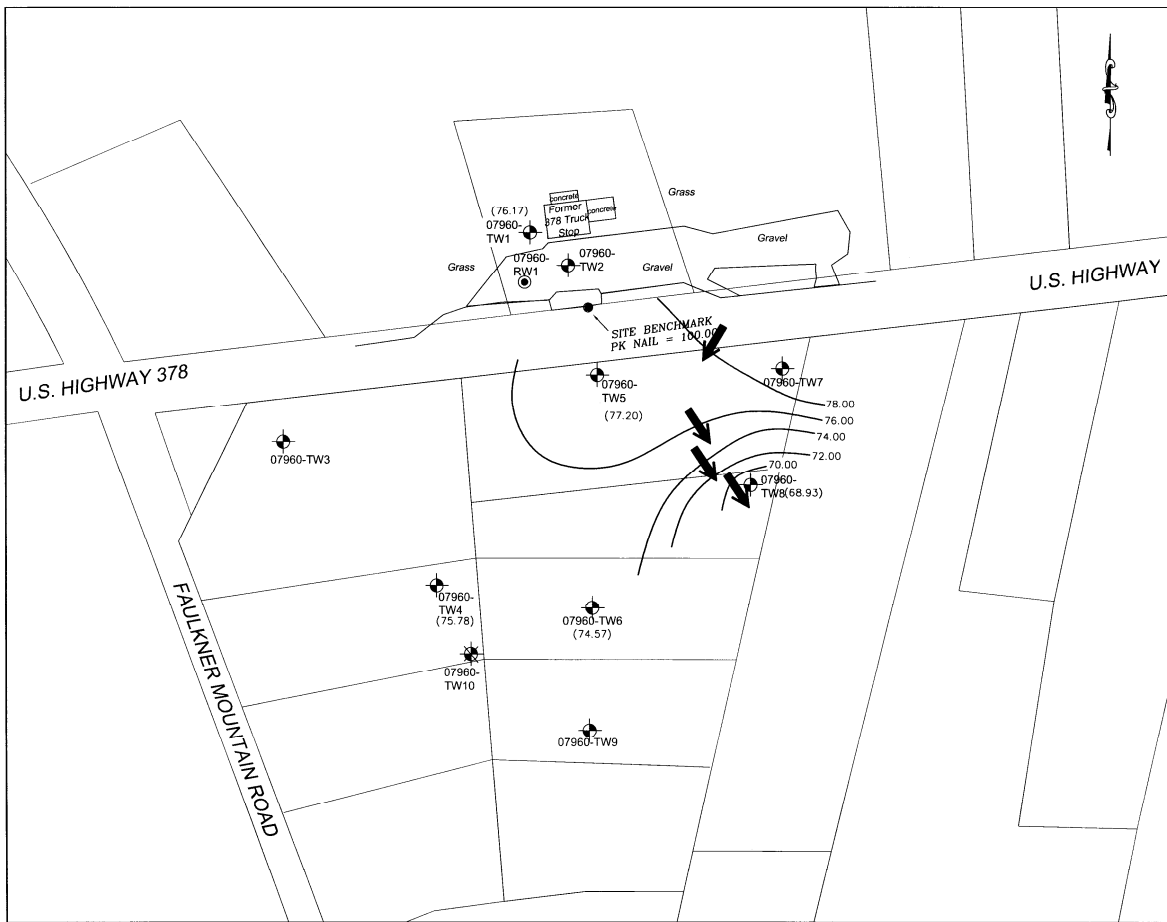 Grass
concrete
Former
378 Truck
Stop
concrete
(76.17)
07960-
TW1
07960-
RW1
07960-
TW2
Grass
Gravel
Gravel
U.S. HIGHWAY
SITE BENCHMARK
PK NAIL = 100.00
U.S. HIGHWAY 378
07960-
TW5
(77.20)
07960-TW7
78.00
76.00
74.00
72.00
70.00
07960-TW3
07960-
TW8(68.93)
07960-
TW4
(75.78)
07960-TW6
(74.57)
07960-
TW10
07960-TW9
FAULKNER MOUNTAIN ROAD